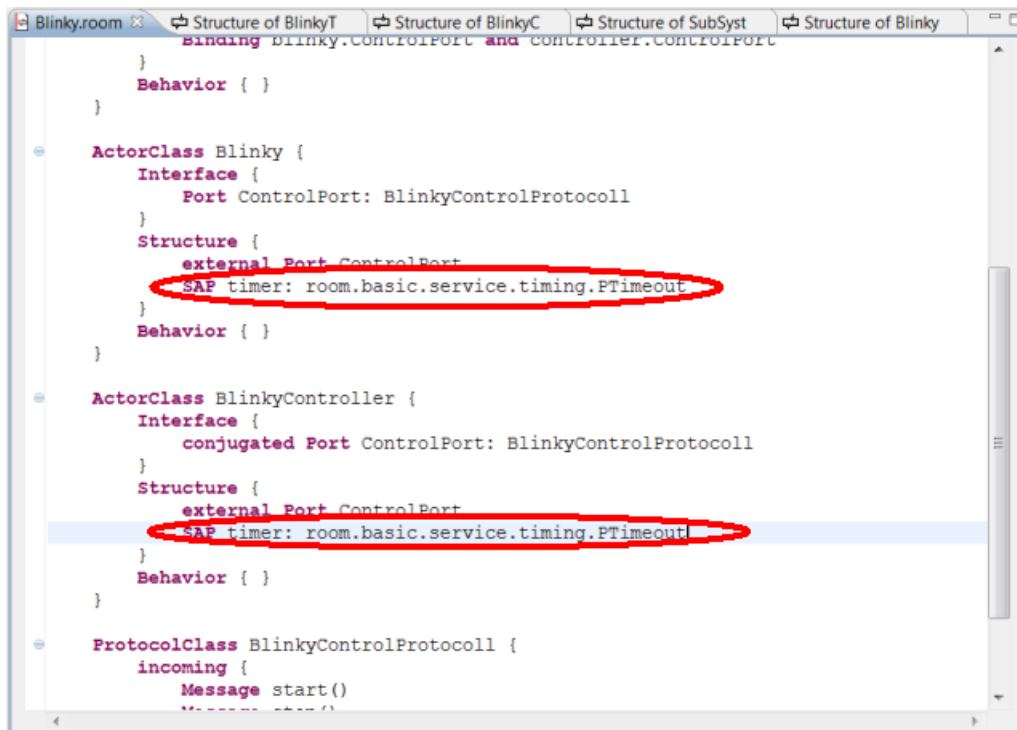 Blinky.room Structure of BlinkyT Structure of BlinkyC Structure of SubSyst Structure of Blinky
Binding blinky.ControlPort and controller.ControlPort
}
Behavior { }
}
ActorClass Blinky {
Interface {
Port ControlPort: BlinkyControlProtocoll
}
Structure {
external Port ControlPort
SAP timer: room.basic.service.timing.PTimeout
}
Behavior { }
}
ActorClass BlinkyController {
Interface {
conjugated Port ControlPort: BlinkyControlProtocoll
}
Structure {
external Port ControlPort
SAP timer: room.basic.service.timing.PTimeout
}
Behavior { }
}
ProtocolClass BlinkyControlProtocoll {
incoming {
Message start()
Message stop()